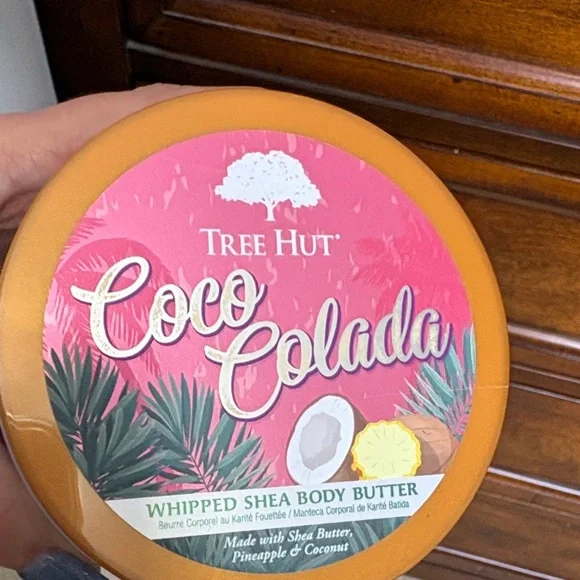 TREE HUT®
Coco
Colada
WHIPPED SHEA BODY BUTTER
Beurre Corporel au Karité Fouettée / Manteca Corporal de Karité Batida
Made with Shea Butter,
Pineapple & Coconut